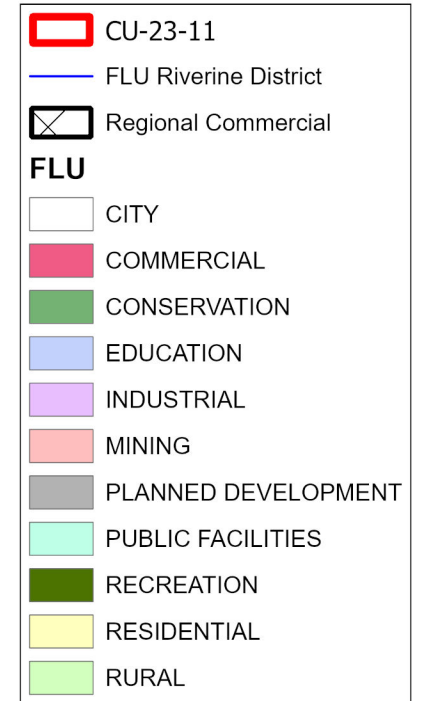 CU-23-11
FLU Riverine District
Regional Commercial
FLU
CITY
COMMERCIAL
CONSERVATION
EDUCATION
INDUSTRIAL
MINING
PLANNED DEVELOPMENT
PUBLIC FACILITIES
RECREATION
RESIDENTIAL
RURAL